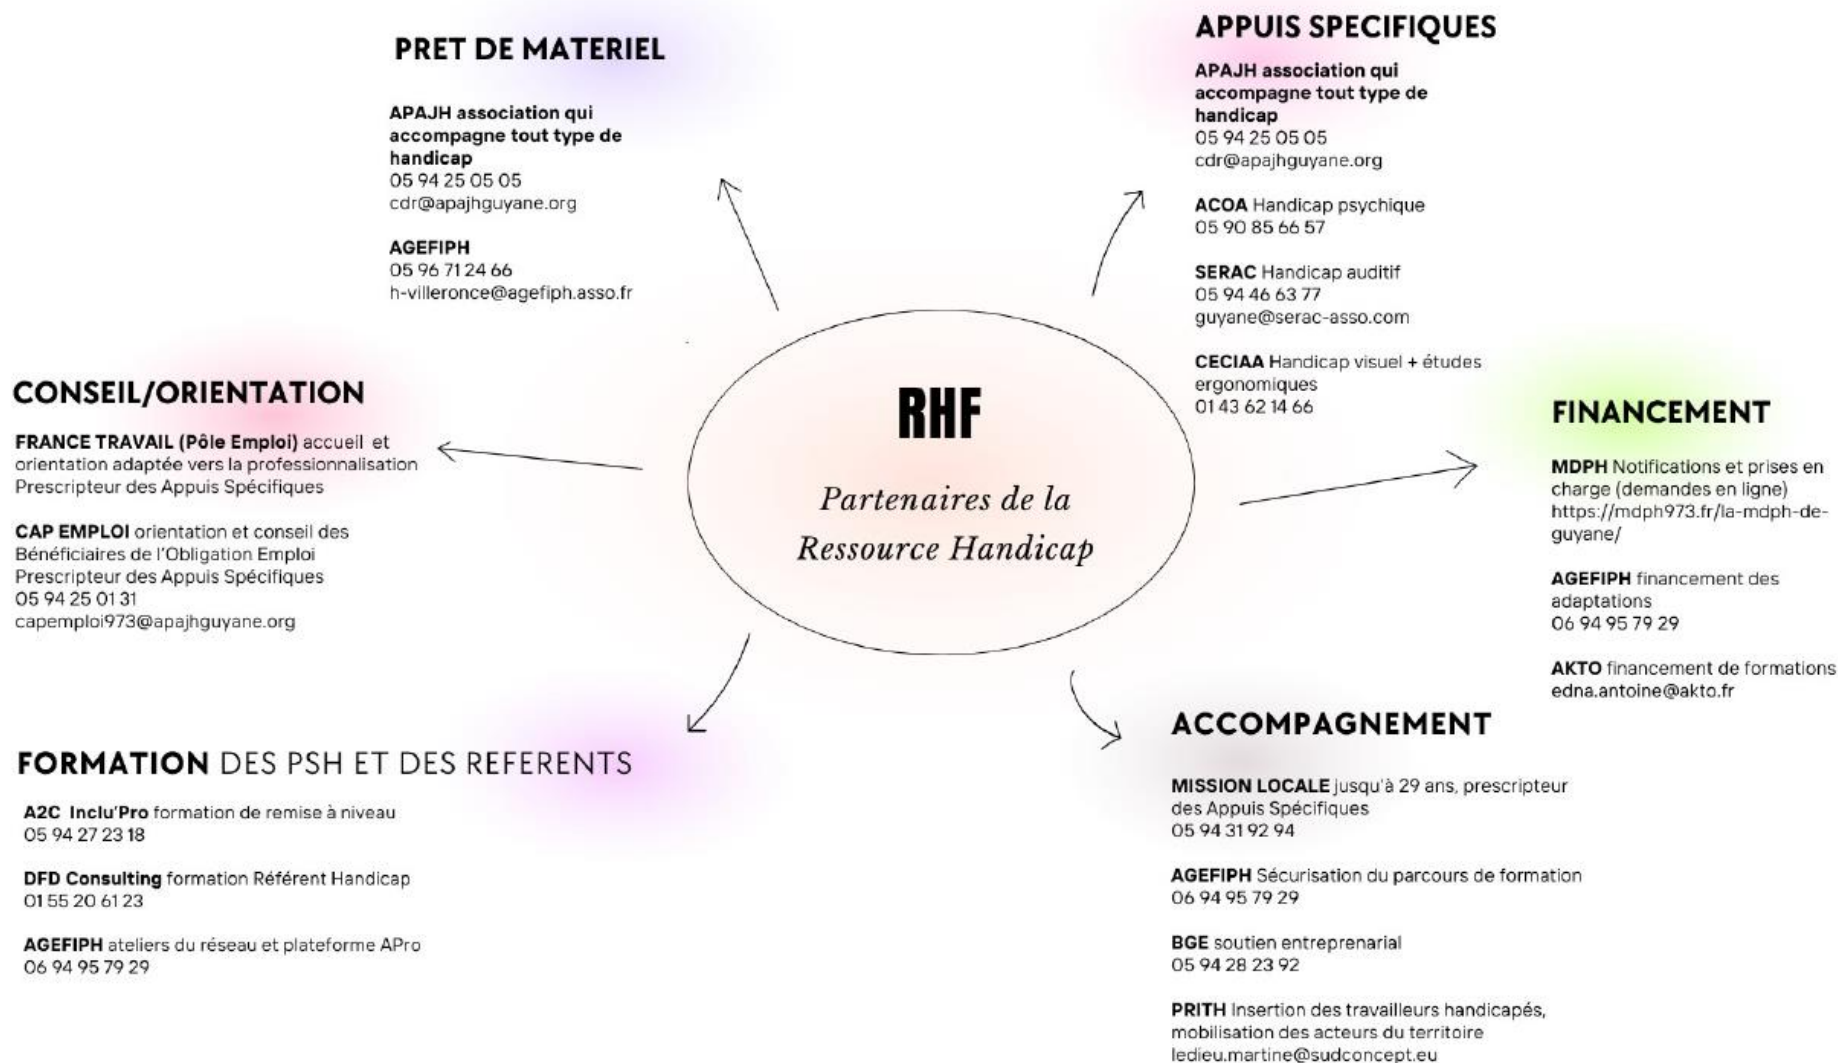 PRET DE MATERIEL
APAJH association qui
accompagne tout type de
handicap
05 94 25 05 05
cdr@apajhguyane.org
AGEFIPH
05 96 71 24 66
h-villeronce@agefiph.asso.fr
APPUIS SPECIFIQUES
APAJH association qui
accompagne tout type de
handicap
05 94 25 05 05
cdr@apajhguyane.org
ACOA Handicap psychique
05 90 85 66 57
SERAC Handicap auditif
05 94 46 63 77
guyane@serac-asso.com
CECIAA Handicap visuel + études
ergonomiques
01 43 62 14 66
CONSEIL/ORIENTATION
FRANCE TRAVAIL (Pôle Emploi) accueil et
orientation adaptée vers la professionnalisation
Prescripteur des Appuis Spécifiques
CAP EMPLOI orientation et conseil des
Bénéficiaires de l'Obligation Emploi
Prescripteur des Appuis Spécifiques
05 94 25 01 31
capemploi973@apajhguyane.org
RHF
Partenaires de la
Ressource Handicap
FINANCEMENT
MDPH Notifications et prises en
charge (demandes en ligne)
https://mdph973.fr/la-mdph-de-
guyane/
AGEFIPH financement des
adaptations
06 94 95 79 29
AKTO financement de formations
edna.antoine@akto.fr
FORMATION DES PSH ET DES REFERENTS
A2C Inclu'Pro formation de remise à niveau
05 94 27 23 18
DFD Consulting formation Référent Handicap
01 55 20 61 23
AGEFIPH ateliers du réseau et plateforme APro
06 94 95 79 29
ACCOMPAGNEMENT
MISSION LOCALE jusqu'à 29 ans, prescripteur
des Appuis Spécifiques
05 94 31 92 94
AGEFIPH Sécurisation du parcours de formation
06 94 95 79 29
BGE soutien entreprenarial
05 94 28 23 92
PRITH Insertion des travailleurs handicapés,
mobilisation des acteurs du territoire
ledieu.martine@sudconcept.eu